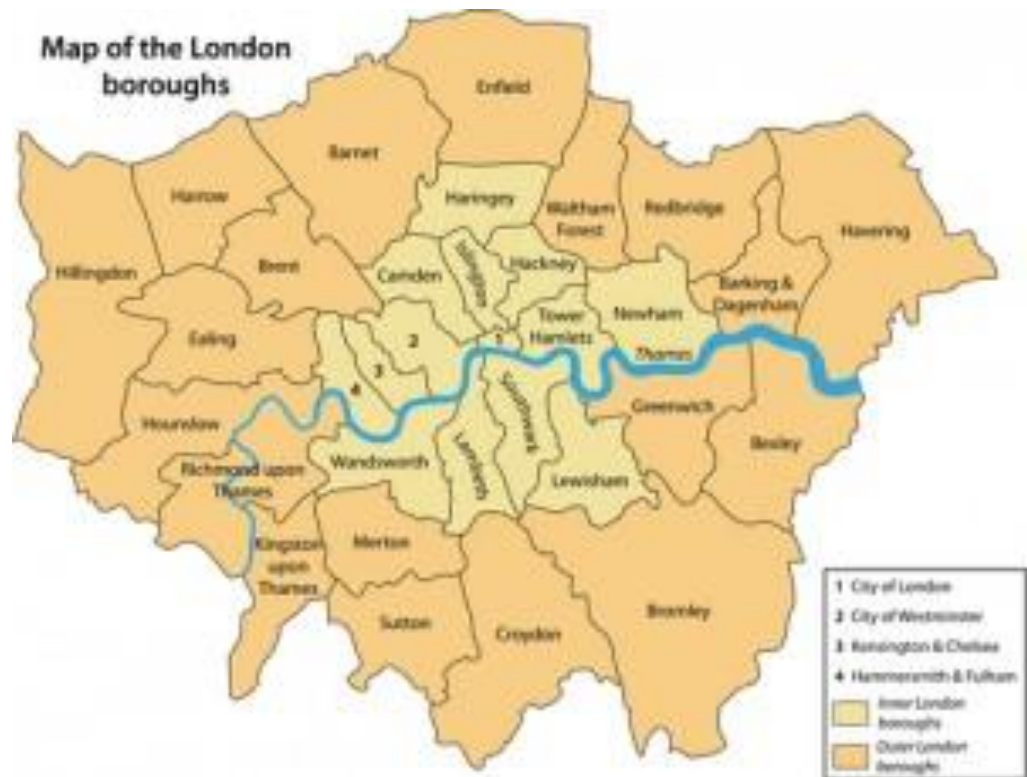 Map of the London
boroughs
Enfield
Barnet
Harrow
Haringey
Waltham
Forest
Redbridge
Havering
Hillingdon
Brent
Camden
Islington
Hackney
Barking &
Dagenham
Newham
Tower
Hamlets
Ealing
1
2
3
4
Thames
Greenwich
Hounslow
Southwark
Bexley
Richmond upon
Thames
Wandsworth
Lambeth
Lewisham
Kingston
upon
Thames
Merton
Sutton
Croydon
Bromley
1 City of London
2 City of Westminster
3 Kensington & Chelsea
4 Hammersmith & Fulham
Inner London
boroughs
Outer London
boroughs